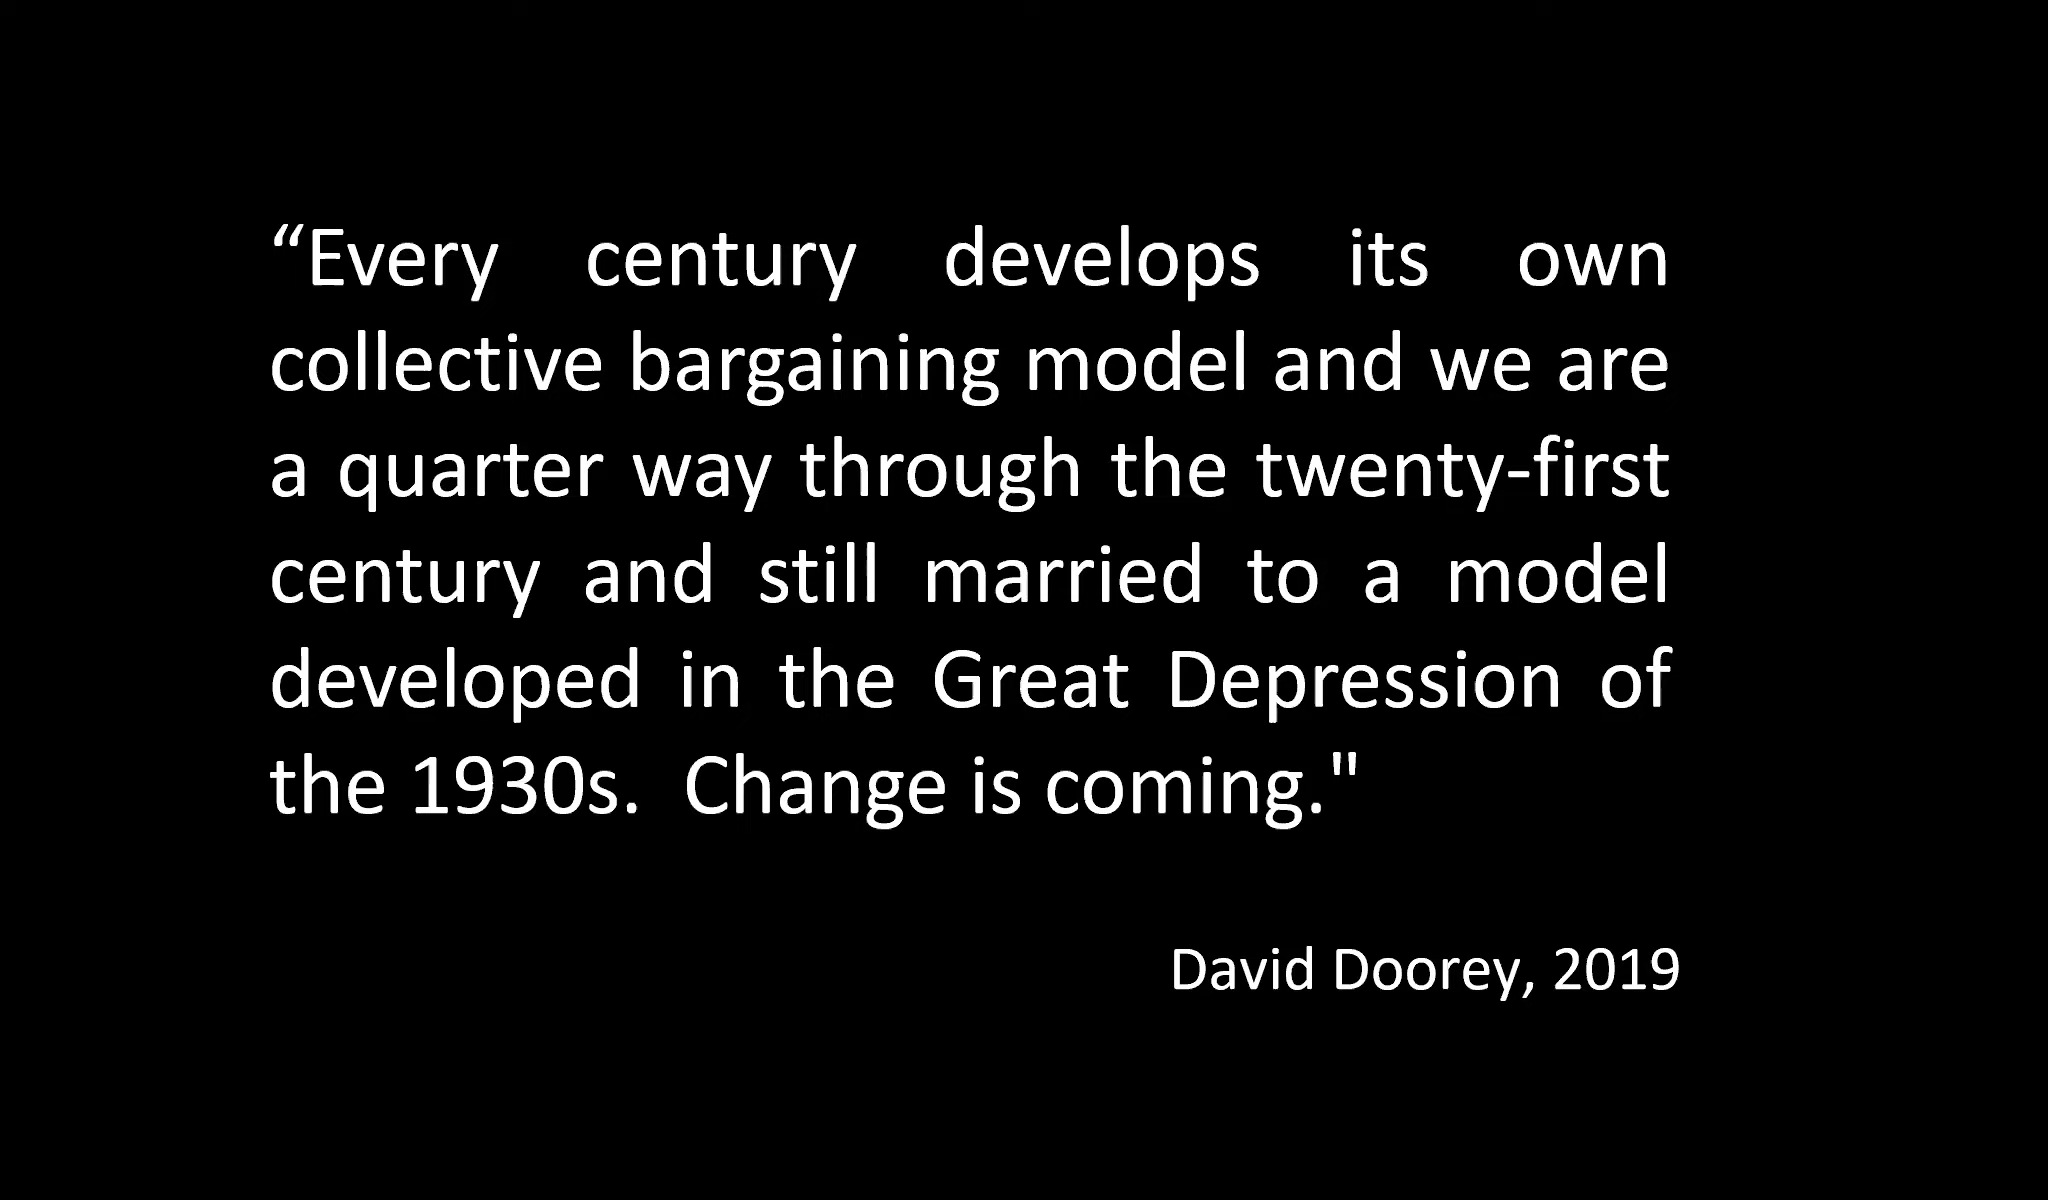 “Every century develops its own
collective bargaining model and we are
a quarter way through the twenty-first
century and still married to a model
developed in the Great Depression of
the 1930s.  Change is coming."
David Doorey, 2019